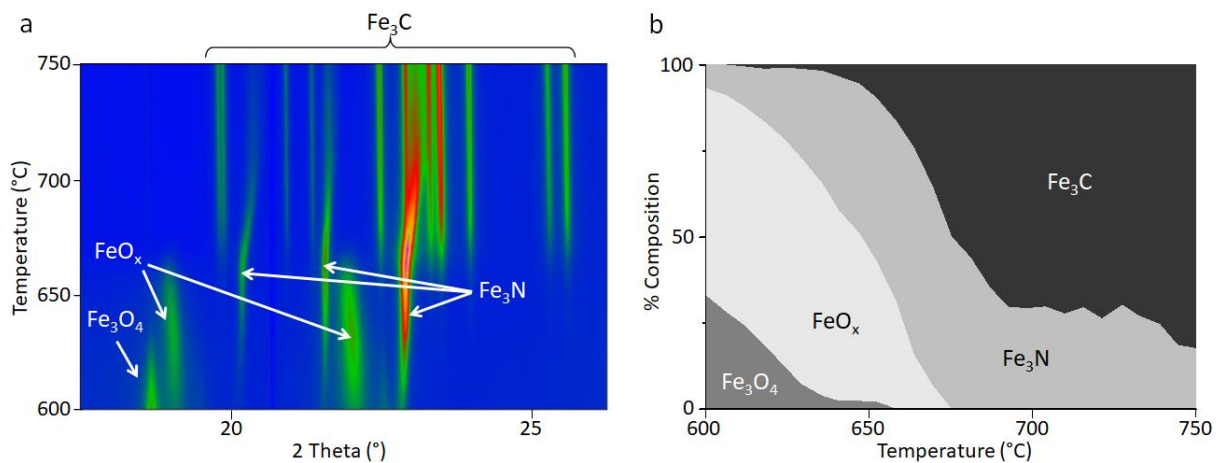 a
Fe₃C
750
700
650
600
Temperature (°C)
FeOₓ
Fe₃O₄
Fe₃N
20
25
2 Theta (°)
b
100
50
0
% Composition
Fe₃C
FeOₓ
Fe₃N
Fe₃O₄
600
650
700
750
Temperature (°C)